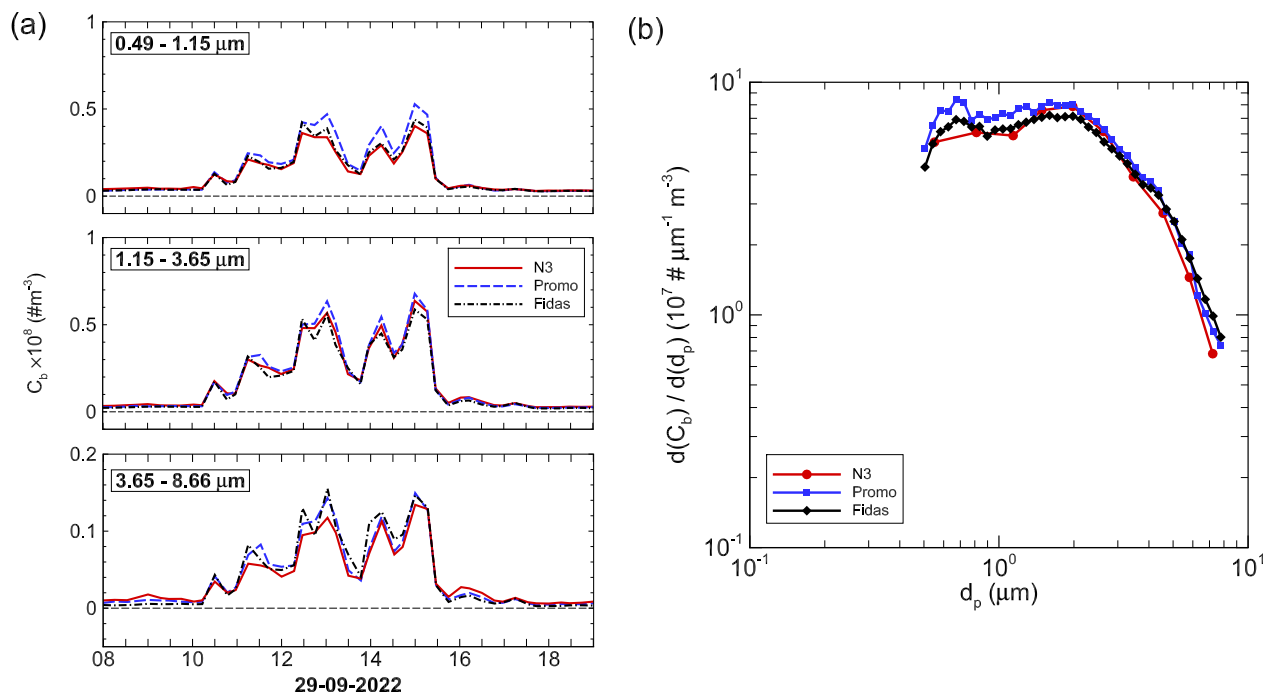 (a)
1
0.49 - 1.15 μm
0.5
0
1
1.15 - 3.65 μm
N3
Promo
Fidas
0.5
0
C_b ×10^8 (#m^-3)
0.2
3.65 - 8.66 μm
0.1
0
08 10 12 14 16 18
29-09-2022
(b)
10^1
10^0
10^-1
d(C_b) / d(d_p) (10^7 # μm^-1 m^-3)
N3
Promo
Fidas
10^-1 10^0 10^1
d_p (μm)